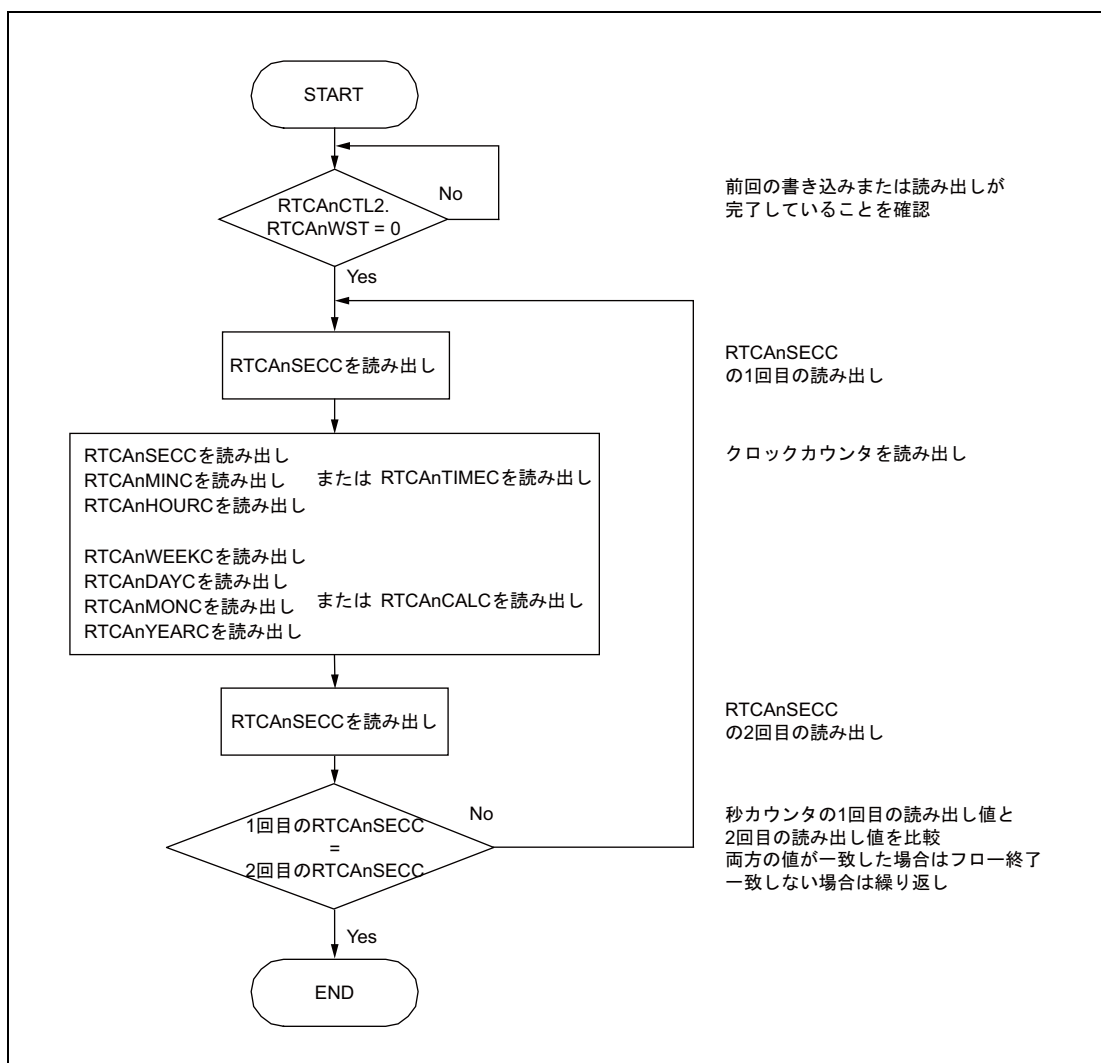 START
RTCAnCTL2.
RTCAnWST = 0
No
Yes
前回の書き込みまたは読み出しが
完了していることを確認
RTCAnSECCを読み出し
RTCAnSECC
の1回目の読み出し
RTCAnSECCを読み出し
RTCAnMINCを読み出し または RTCAnTIMECを読み出し
RTCAnHOURCを読み出し
RTCAnWEEKCを読み出し
RTCAnDAYCを読み出し
RTCAnMONCを読み出し または RTCAnCALCを読み出し
RTCAnYEARCを読み出し
クロックカウンタを読み出し
RTCAnSECCを読み出し
RTCAnSECC
の2回目の読み出し
1回目のRTCAnSECC
=
2回目のRTCAnSECC
No
Yes
秒カウンタの1回目の読み出し値と
2回目の読み出し値を比較
両方の値が一致した場合はフロー終了
一致しない場合は繰り返し
END